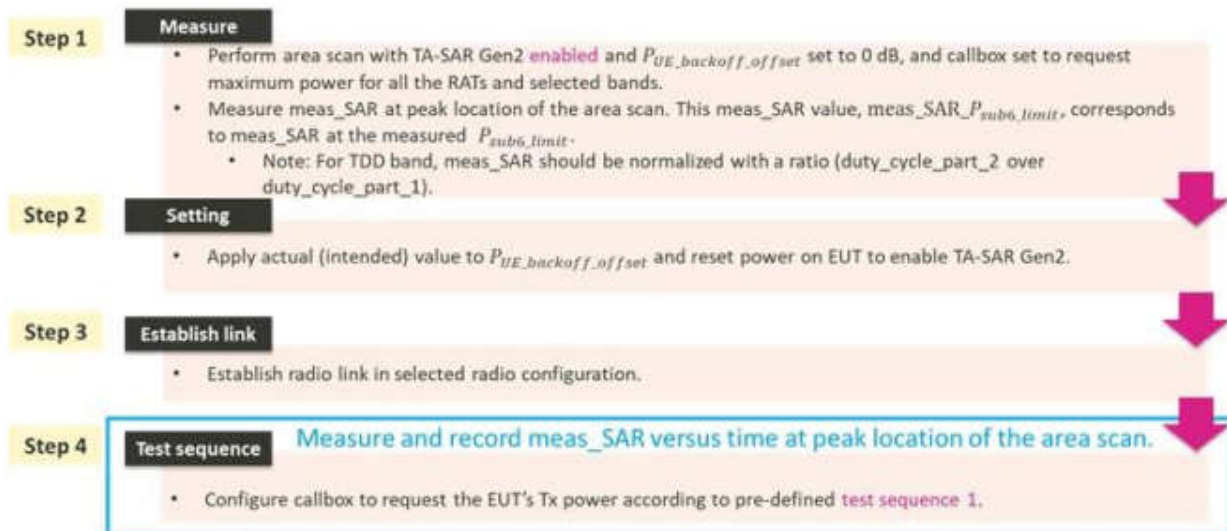 Step 1
Measure
• Perform area scan with TA-SAR Gen2 enabled and P_UE_backoff_offset set to 0 dB, and callbox set to request
maximum power for all the RATs and selected bands.
• Measure meas_SAR at peak location of the area scan. This meas_SAR value, meas_SAR_P_sub6_limit, corresponds
to meas_SAR at the measured P_sub6_limit.
• Note: For TDD band, meas_SAR should be normalized with a ratio (duty_cycle_part_2 over
duty_cycle_part_1).
Step 2
Setting
• Apply actual (intended) value to P_UE_backoff_offset and reset power on EUT to enable TA-SAR Gen2.
Step 3
Establish link
• Establish radio link in selected radio configuration.
Step 4
Test sequence
Measure and record meas_SAR versus time at peak location of the area scan.
• Configure callbox to request the EUT's Tx power according to pre-defined test sequence 1.